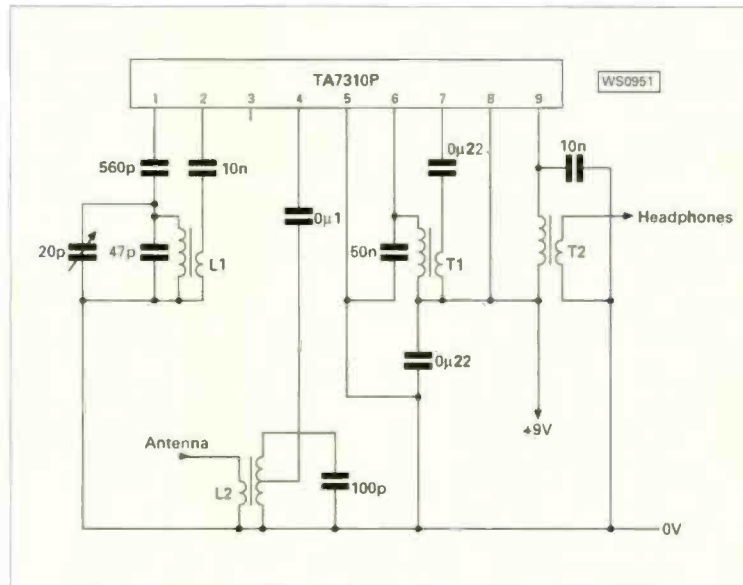 TA7310P
WS0951
1 2 3 4 5 6 7 8 9
560p
10n
0µ22
10n
0µ1
Headphones
20p
47p
L1
50n
T1
T2
0µ22
+9V
Antenna
L2
100p
0V